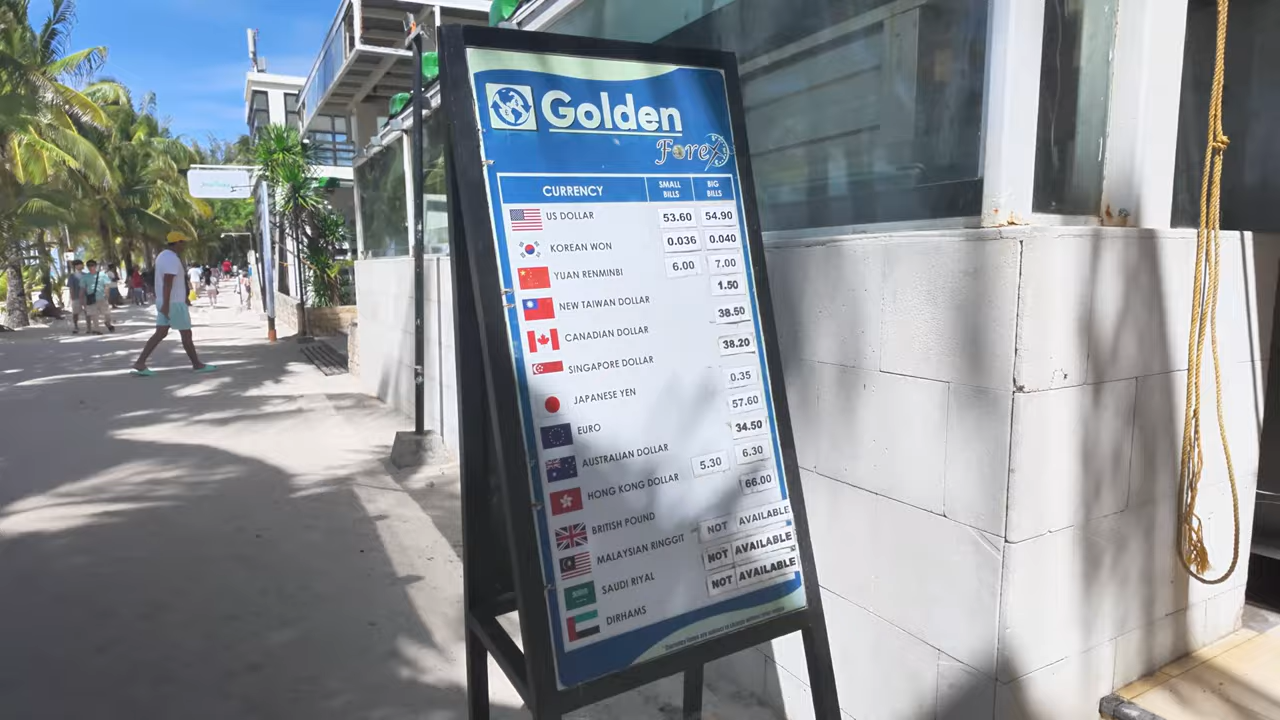 Golden
Forex
CURRENCY SMALL BILLS BIG BILLS
US DOLLAR 53.60 54.90
KOREAN WON 0.036 0.040
YUAN RENMINBI 6.00 7.00
NEW TAIWAN DOLLAR 1.50
CANADIAN DOLLAR 38.50
SINGAPORE DOLLAR 38.20
JAPANESE YEN 0.35
EURO 57.60
AUSTRALIAN DOLLAR 34.50
HONG KONG DOLLAR 5.30 6.30
BRITISH POUND 66.00
MALAYSIAN RINGGIT NOT AVAILABLE
SAUDI RIYAL NOT AVAILABLE
DIRHAMS NOT AVAILABLE